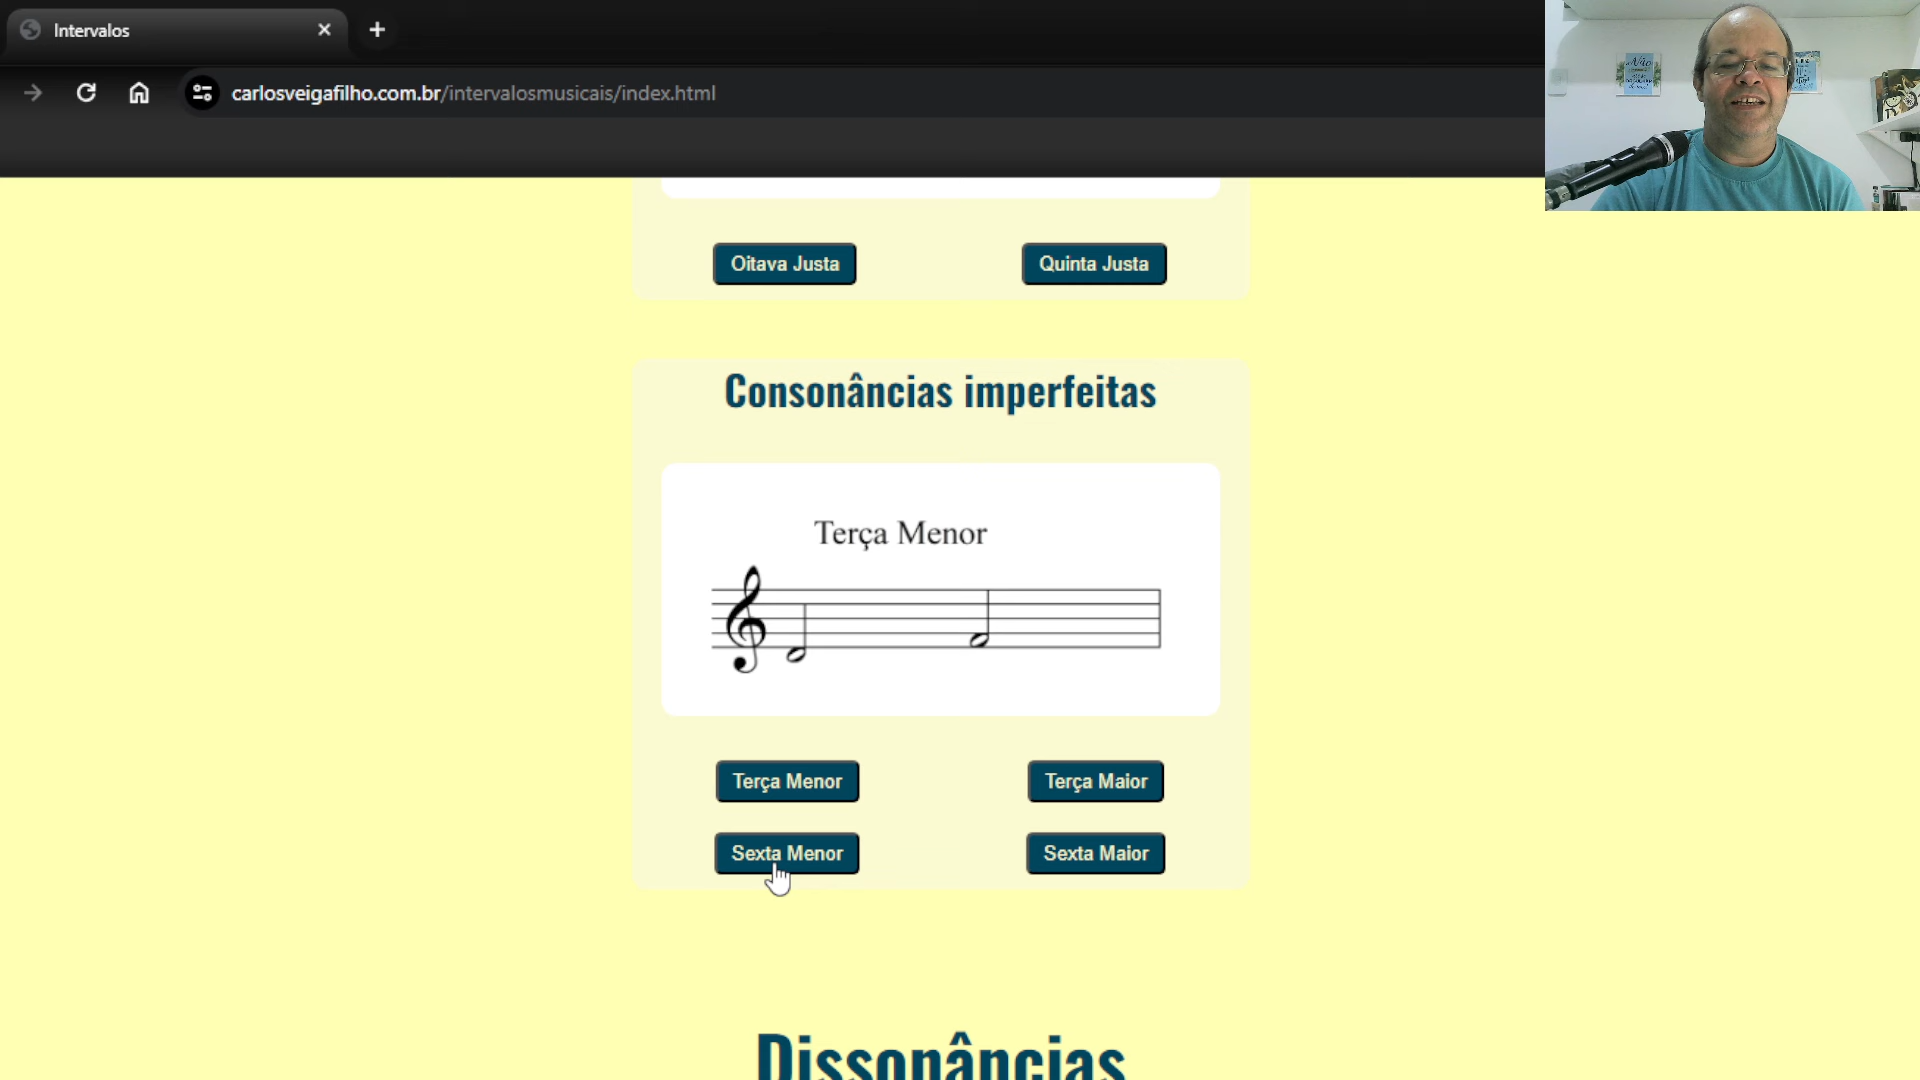 Intervalos
carlosveigafilho.com.br/intervalosmusicais/index.html
Oitava Justa
Quinta Justa
Consonâncias imperfeitas
Terça Menor
Terça Menor
Terça Maior
Sexta Menor
Sexta Maior
Dissonâncias